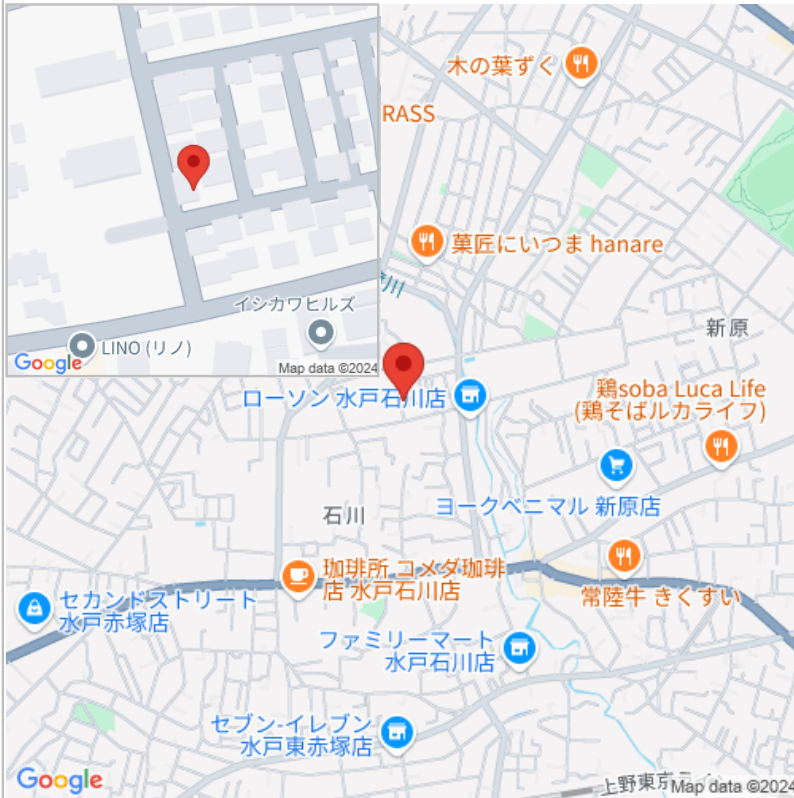 木の葉ずく
RASS
菓匠にいつま hanare
イシカワヒルズ
LINO (リノ)
Google
Map data ©2024
新原
ローソン 水戸石川店
鶏soba Luca Life
(鶏そばルカライフ)
ヨークベニマル 新原店
石川
珈琲所 コメダ珈琲
店 水戸石川店
常陸牛 きくすい
セカンドストリート
水戸赤塚店
ファミリーマート
水戸石川店
セブン-イレブン
水戸東赤塚店
上野東京ライン
Google
Map data ©2024